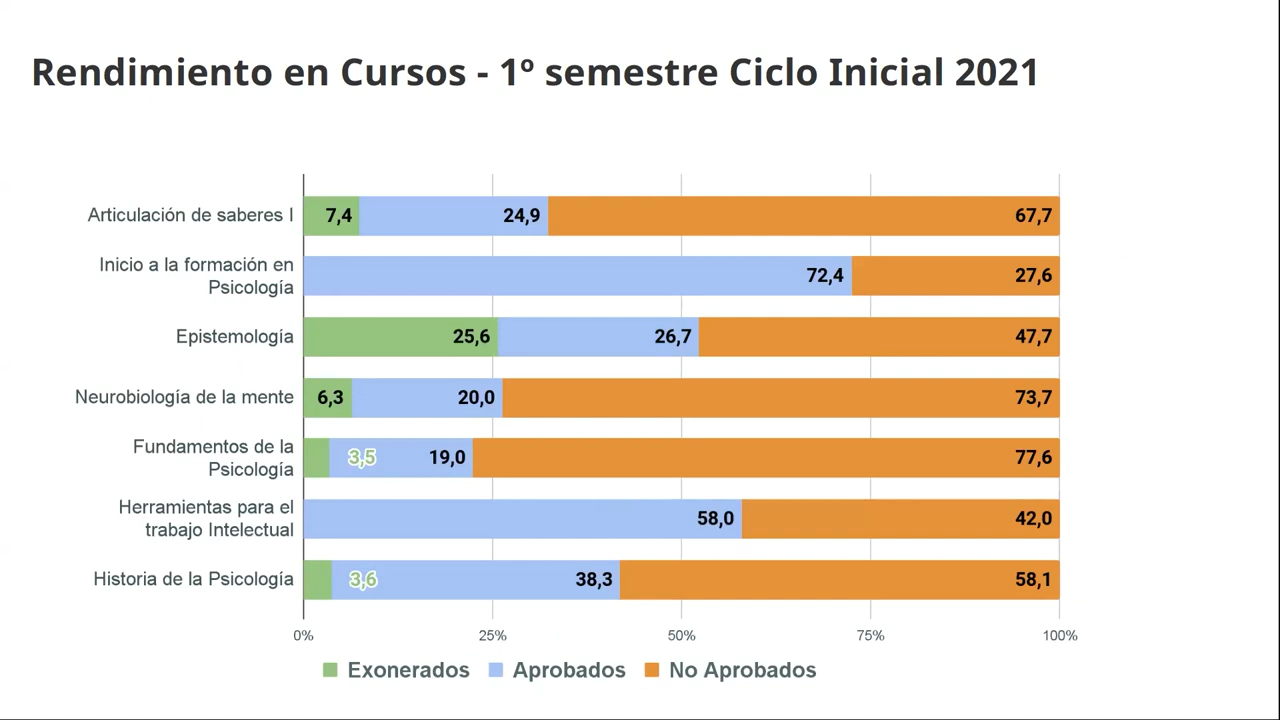 Rendimiento en Cursos - 1º semestre Ciclo Inicial 2021
Articulación de saberes I
7,4
24,9
67,7
Inicio a la formación en
Psicología
72,4
27,6
Epistemología
25,6
26,7
47,7
Neurobiología de la mente
6,3
20,0
73,7
Fundamentos de la
Psicología
3,5
19,0
77,6
Herramientas para el
trabajo Intelectual
58,0
42,0
Historia de la Psicología
3,6
38,3
58,1
0%
25%
50%
75%
100%
Exonerados
Aprobados
No Aprobados